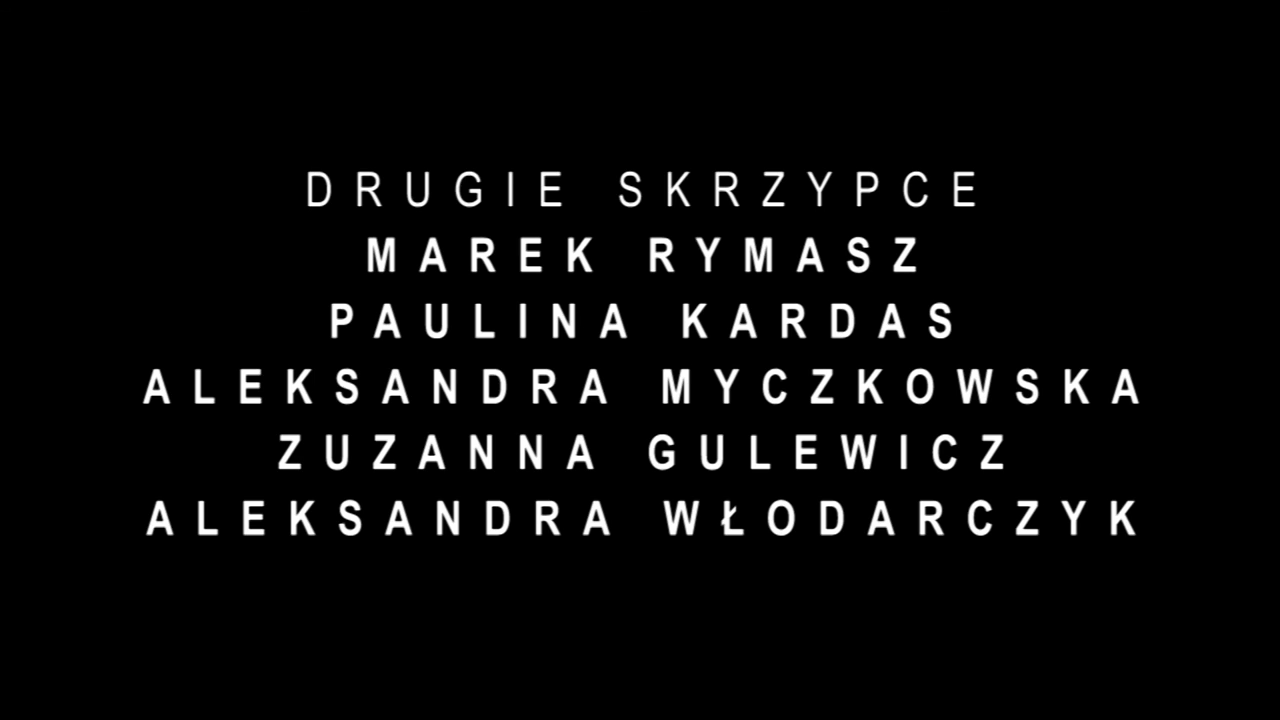 DRUGIE SKRZYPCE
MAREK RYMASZ
PAULINA KARDAS
ALEKSANDRA MYCZKOWSKA
ZUZANNA GULEWICZ
ALEKSANDRA WŁODARCZYK